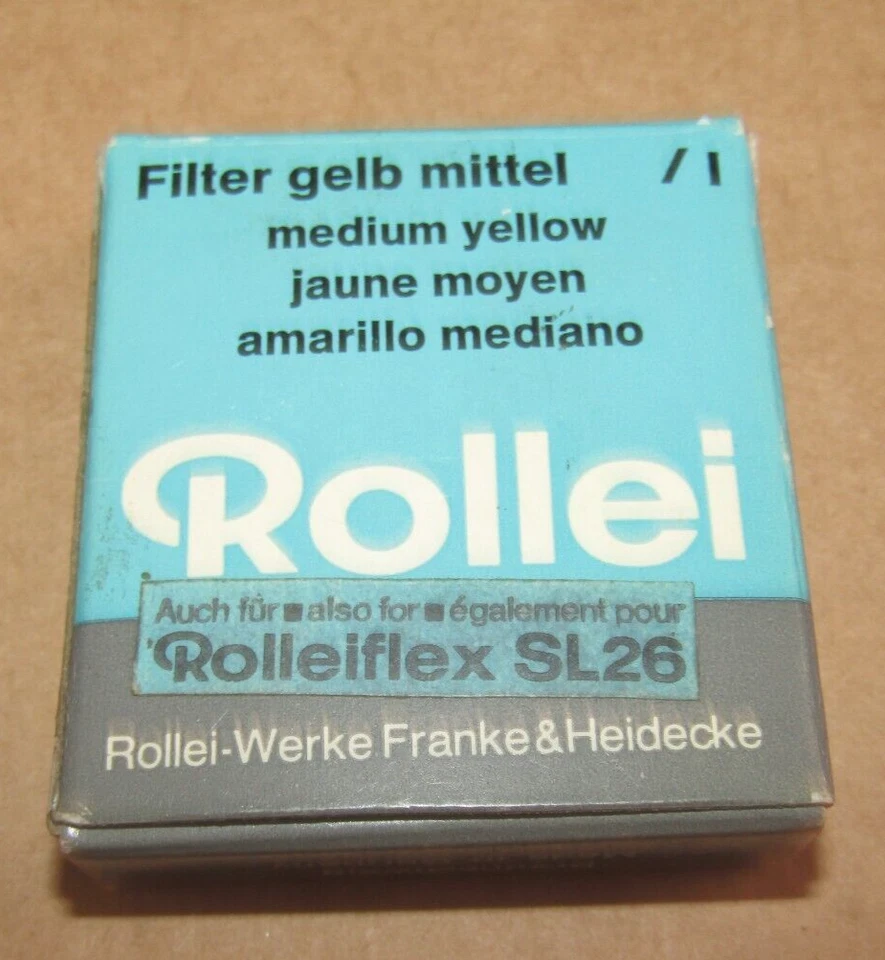 Filter gelb mittel / I
medium yellow
jaune moyen
amarillo mediano
Rollei
Auch für ■ also for ■ également pour
Rolleiflex SL26
Rollei-Werke Franke & Heidecke